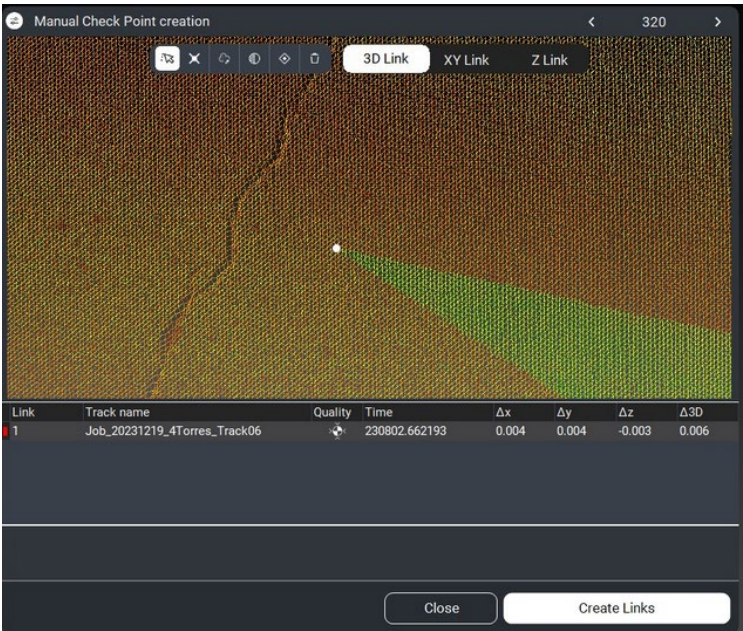 Manual Check Point creation < 320 >
3D Link XY Link Z Link
Link Track name Quality Time Δx Δy Δz Δ3D
1 Job_20231219_4Torres_Track06 230802.662193 0.004 0.004 -0.003 0.006
Close Create Links